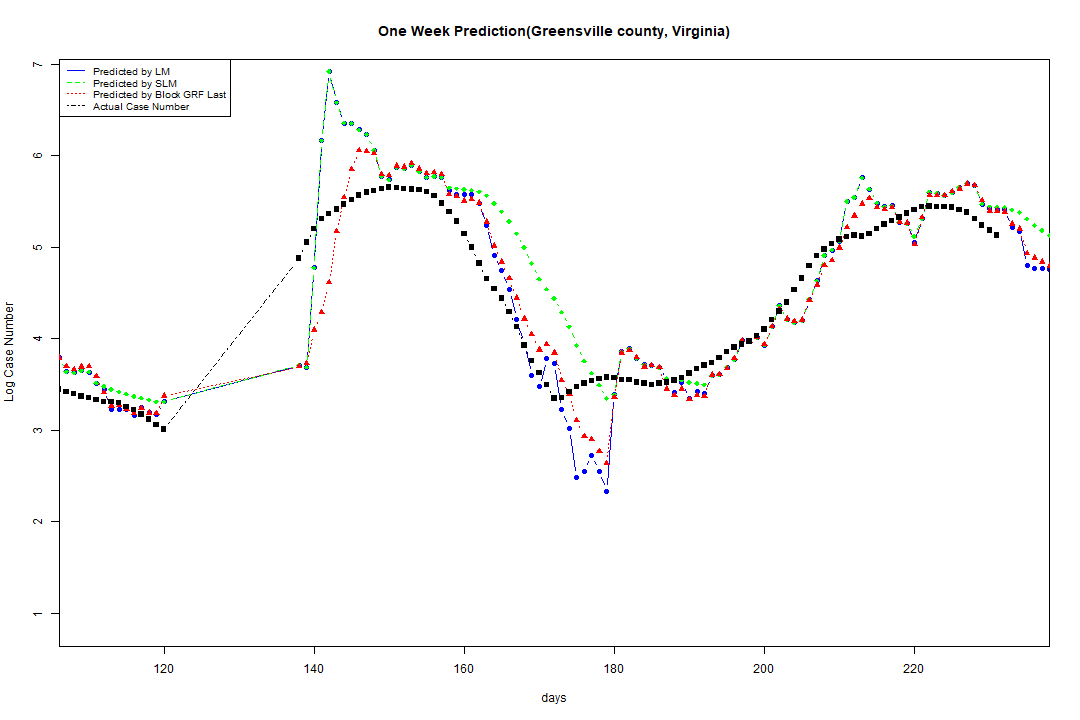 One Week Prediction(Greensville county, Virginia)
Predicted by LM
Predicted by SLM
Predicted by Block GRF Last
Actual Case Number
7
6
5
4
3
2
1
Log Case Number
120 140 160 180 200 220
days